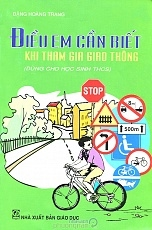 ĐẶNG HOÀNG TRANG
ĐIỀU EM CẦN BIẾT
KHI THAM GIA GIAO THÔNG
(DÙNG CHO HỌC SINH THCS)
STOP
500m
NHÀ XUẤT BẢN GIÁO DỤC